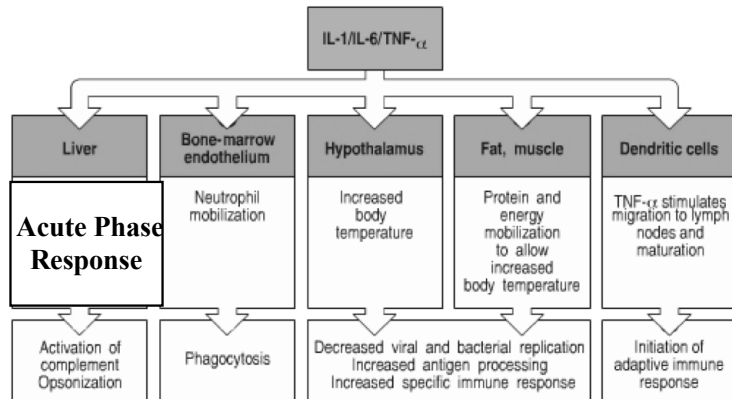 IL-1/IL-6/TNF-α
Liver
Bone-marrow
endothelium
Hypothalamus
Fat, muscle
Dendritic cells
Acute Phase
Response
Neutrophil
mobilization
Increased
body
temperature
Protein and
energy
mobilization
to allow
increased
body temperature
TNF-α stimulates
migration to lymph
nodes and
maturation
Activation of
complement
Opsonization
Phagocytosis
Decreased viral and bacterial replication
Increased antigen processing
Increased specific immune response
Initiation of
adaptive immune
response